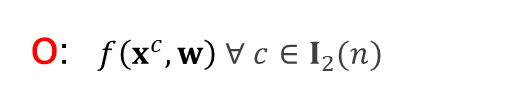 O: f(x^c, w) ∀ c ∈ I₂(n)